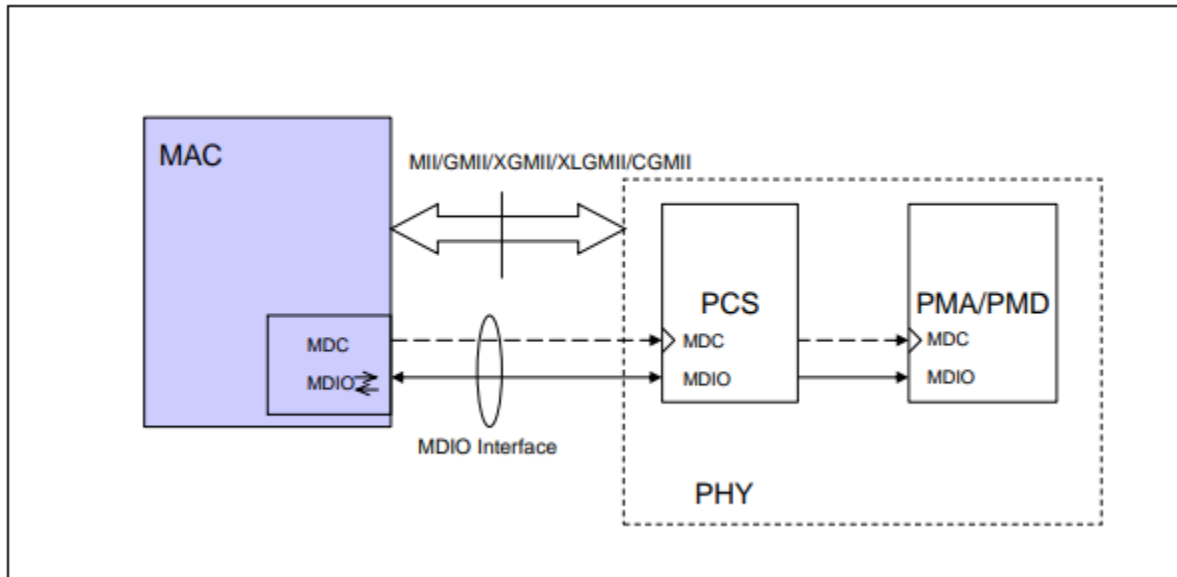 MAC
MII/GMII/XGMII/XLGMII/CGMII
PCS
PMA/PMD
MDC
MDC
MDC
MDIO
MDIO
MDIO
MDIO Interface
PHY